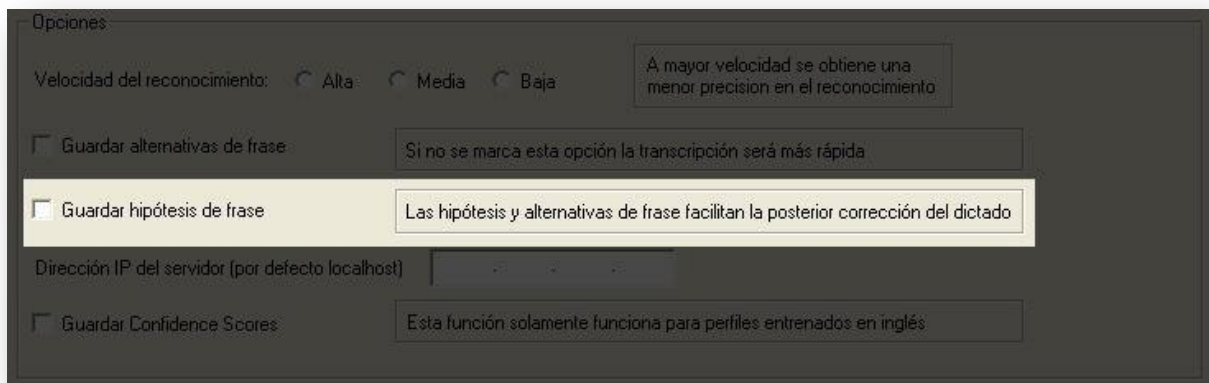 Opciones
Velocidad del reconocimiento: Alta Media Baja
A mayor velocidad se obtiene una
menor precision en el reconocimiento
Guardar alternativas de frase
Si no se marca esta opción la transcripción será más rápida
Guardar hipótesis de frase
Las hipótesis y alternativas de frase facilitan la posterior corrección del dictado
Dirección IP del servidor (por defecto localhost)
Guardar Confidence Scores
Esta función solamente funciona para perfiles entrenados en inglés